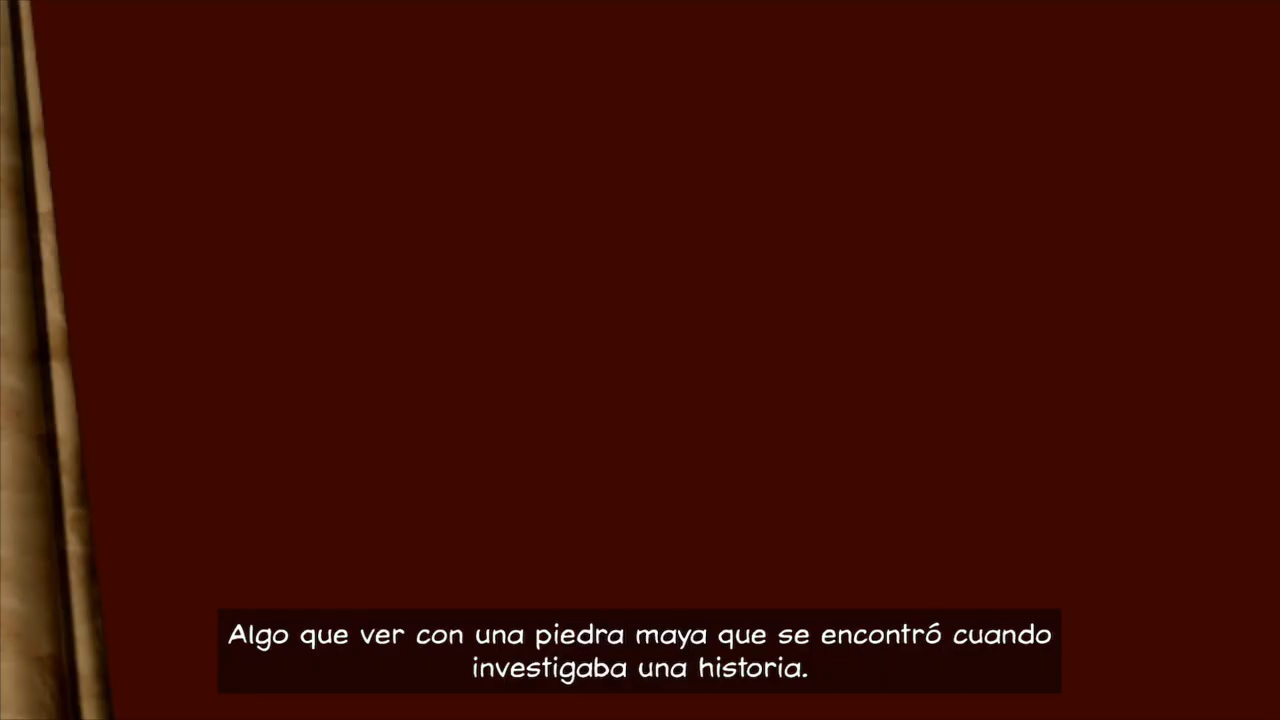 Algo que ver con una piedra maya que se encontró cuando
investigaba una historia.